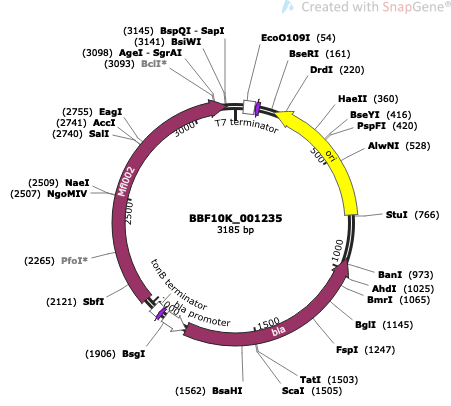 Created with SnapGene®
(3145) BspQI - SapI
(3141) BsiWI
(3098) AgeI - SgrAI
(3093) BclI*
EcoO109I (54)
BseRI (161)
DrdI (220)
HaeII (360)
BseYI (416)
PspFI (420)
AlwNI (528)
StuI (766)
BanI (973)
AhdI (1025)
BmrI (1065)
BglI (1145)
FspI (1247)
TatI (1503)
ScaI (1505)
(1562) BsaHI
(1906) BsgI
(2121) SbfI
(2265) PfoI*
(2507) NgoMIV
(2509) NaeI
(2740) SalI
(2741) AccI
(2755) EagI
T7 terminator
ori
500
1000
1500
bla
bla promoter
tonB terminator
2500
Mfl002
3000
BBF10K_001235
3185 bp